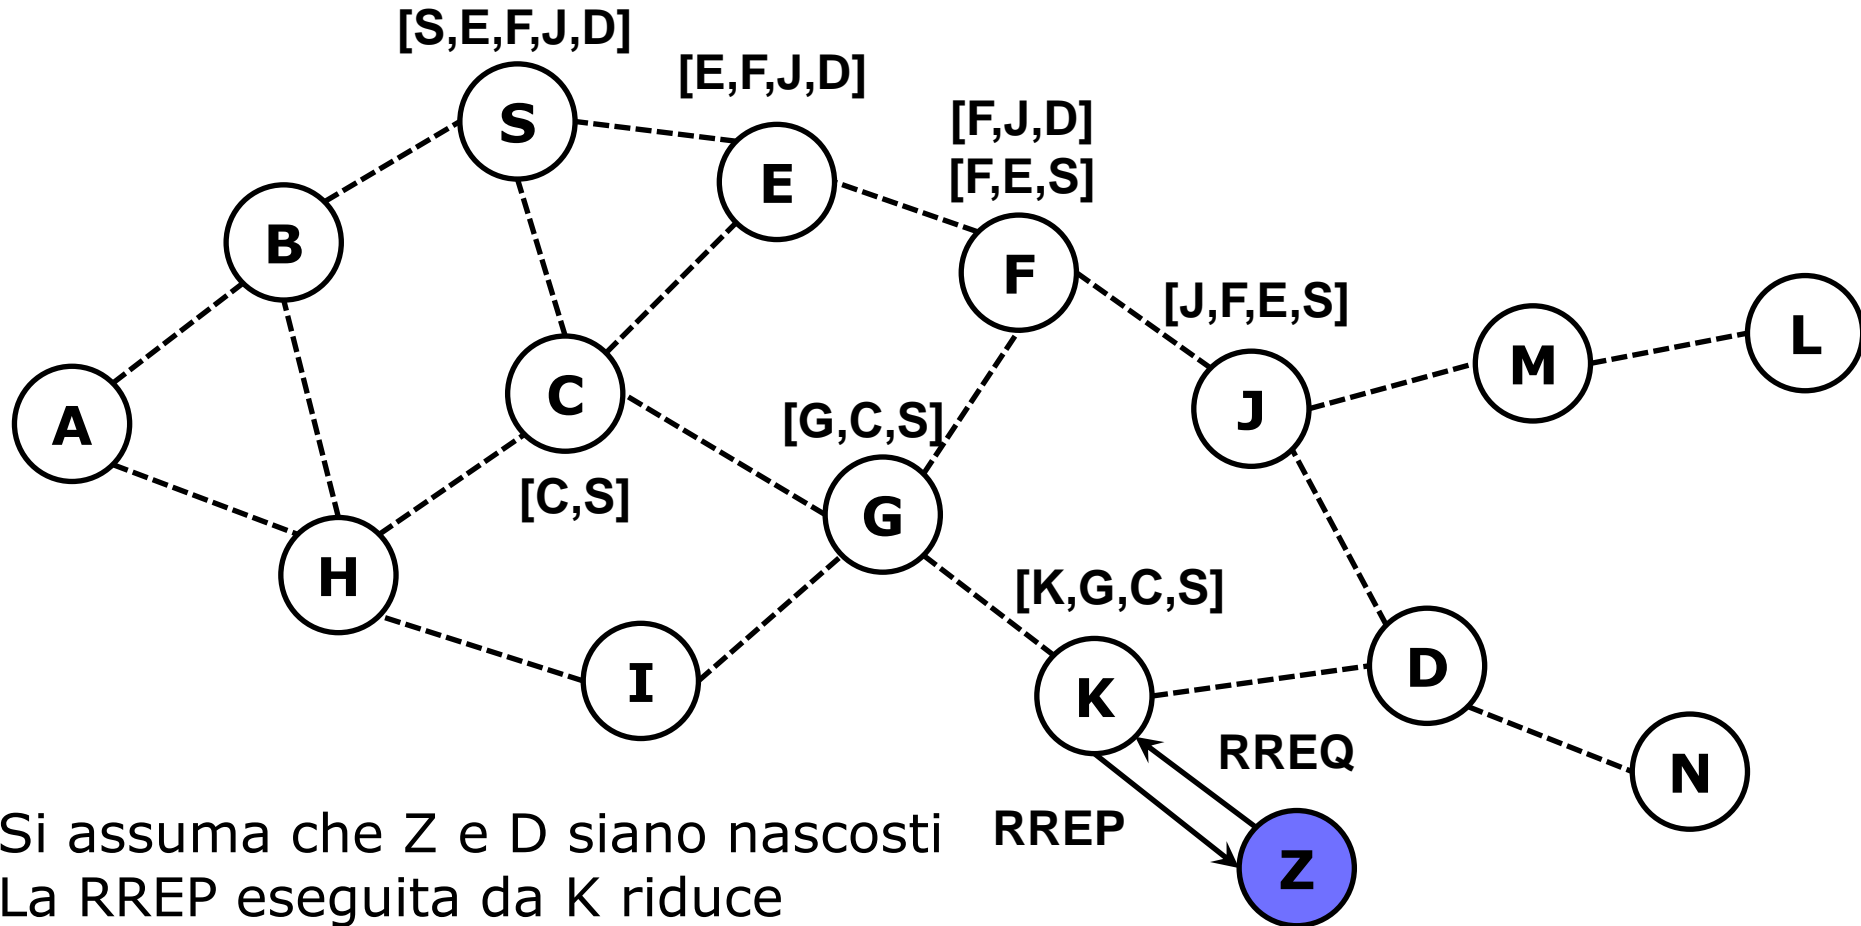 [S,E,F,J,D]
[E,F,J,D]
[F,J,D]
[F,E,S]
S
E
B
F
[J,F,E,S]
M
L
A
C
J
[G,C,S]
[C,S]
G
H
[K,G,C,S]
I
K
D
RREQ
N
RREP
Z
Si assuma che Z e D siano nascosti
La RREP eseguita da K riduce